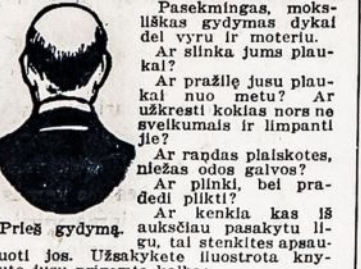 Pasekmingas, moks-
liškas gydymas dykai
del vyru ir moteriu.
Ar slinka jums plau-
kai?
Ar pražilę jusu plau-
kai nuo metu? Ar
užkresti kokias nors ne
sveikumais ir limpanti
jie?
Ar raņdas plaiskotes,
niežas odos galvos?
Ar plinki, bei pra-
dedi plikti?
Ar kenkia kas iš
aukščiau pasakytu li-
gu, tai stenkites apsau-
Prieš gydymą.
uoti jos. Užsakykete iliuostrota kny-